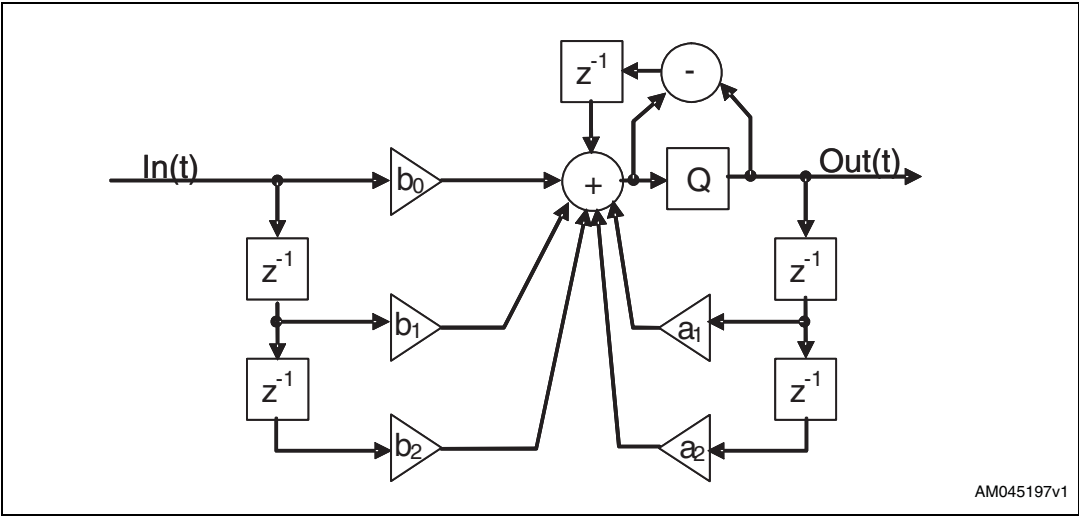 z⁻¹
-
In(t)
b₀
+
Q
Out(t)
z⁻¹
z⁻¹
b₁
a₁
z⁻¹
z⁻¹
b₂
a₂
AM045197v1